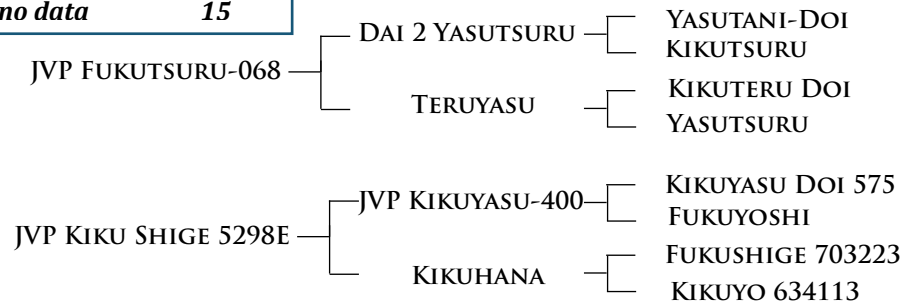 no data 15
Yasutani-Doi
Dai 2 Yasutsuru
Kikutsuru
JVP Fukutsuru-068
Kikuteru Doi
Teruyasu
Yasutsuru
Kikuyasu Doi 575
JVP Kikuyasu-400
Fukuyoshi
JVP Kiku Shige 5298E
Fukushige 703223
Kikuhana
Kikuyo 634113